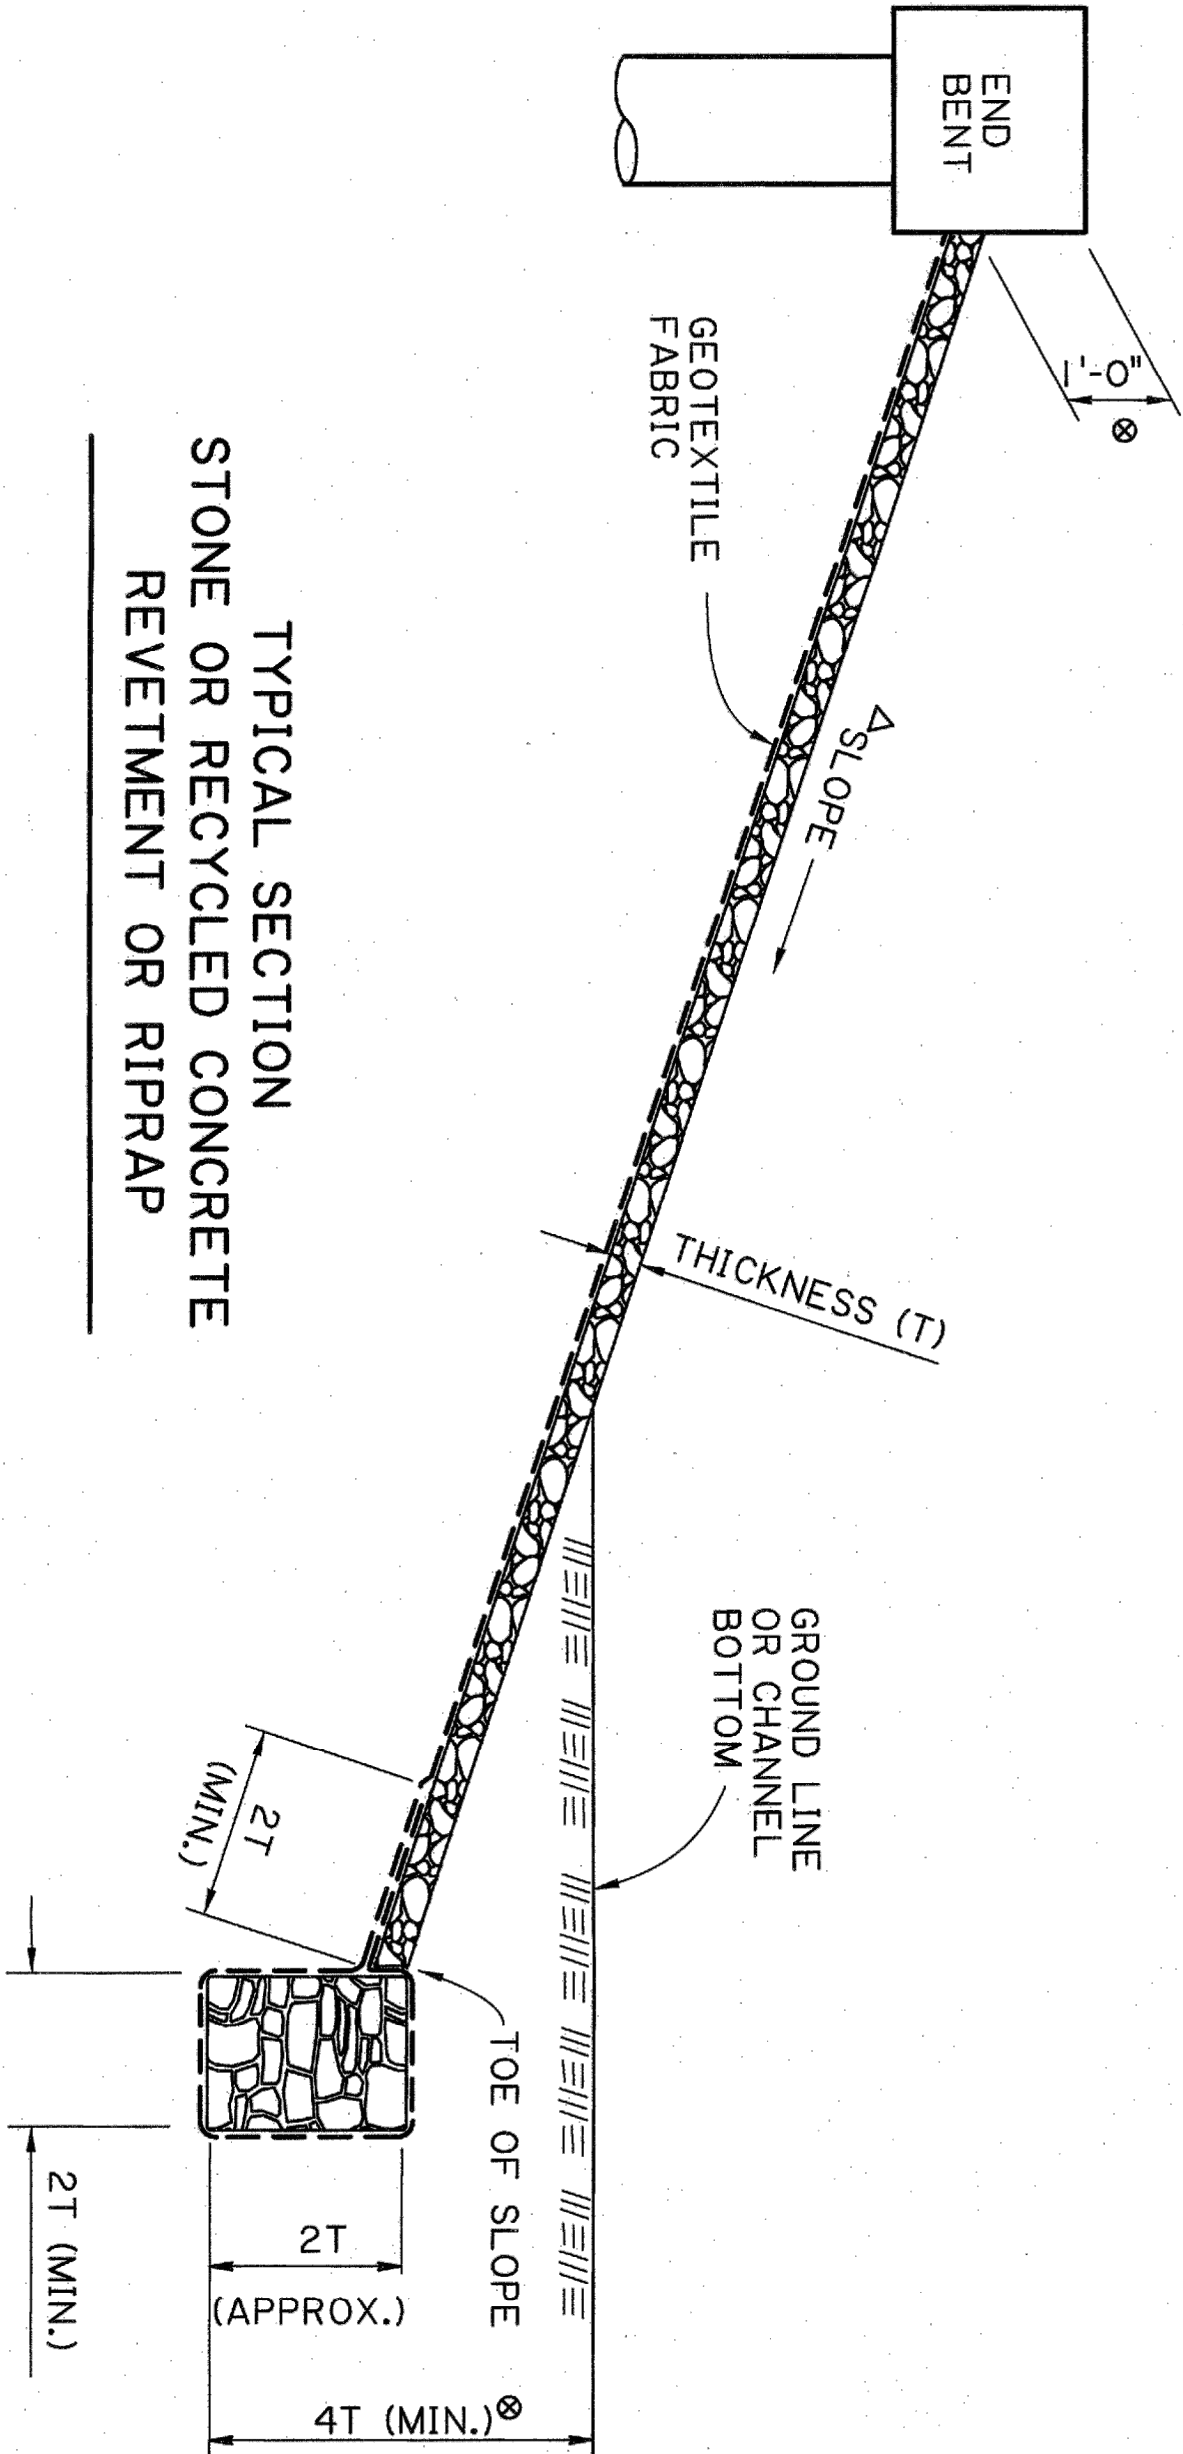 END
BENT
1'-0"
⊗
GEOTEXTILE
FABRIC
△
SLOPE
THICKNESS (T)
GROUND LINE
OR CHANNEL
BOTTOM
2T
(MIN.)
TOE OF SLOPE
2T
(APPROX.)
2T (MIN.)
4T (MIN.)⊗
TYPICAL SECTION
STONE OR RECYCLED CONCRETE
REVETMENT OR RIPRAP